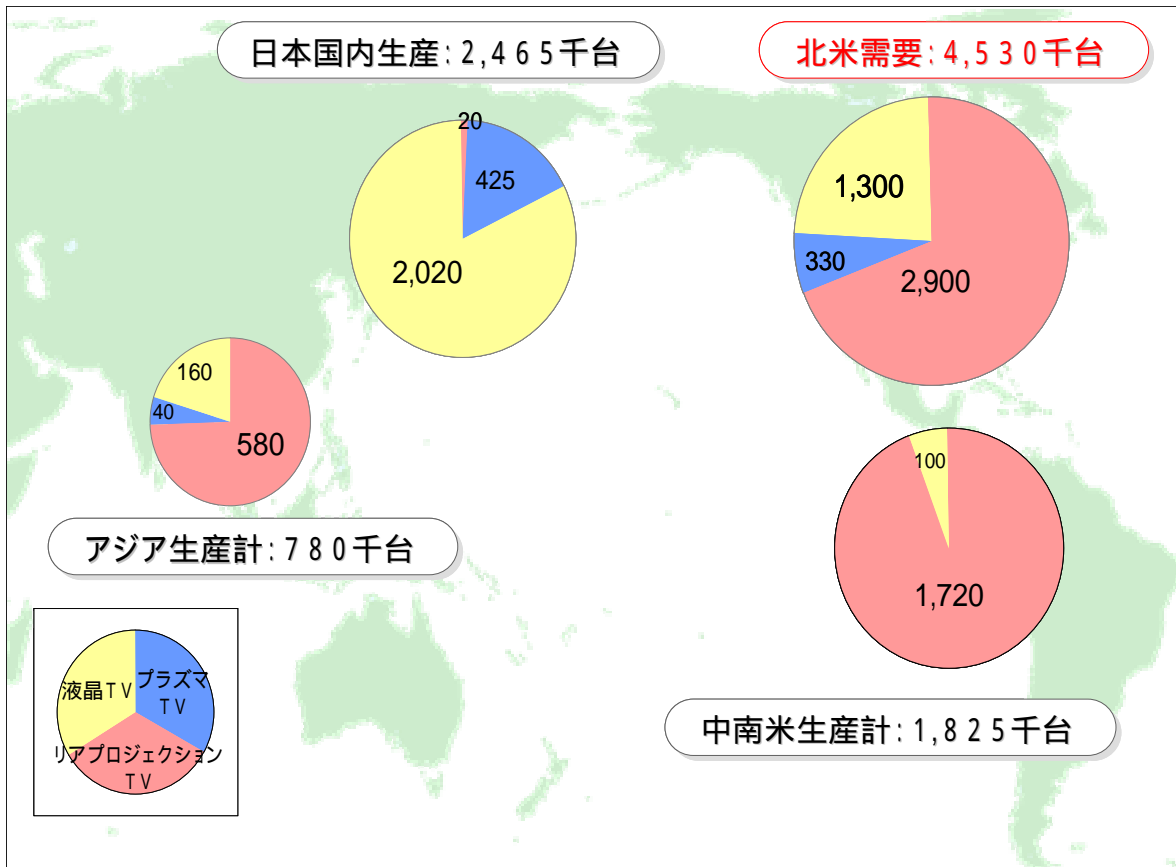 日本国内生産:2,465千台
北米需要:4,530千台
20
425
2,020
1,300
330
2,900
160
40
580
100
1,720
アジア生産計:780千台
中南米生産計:1,825千台
液晶TV
プラズマ
TV
リアプロジェクション
TV